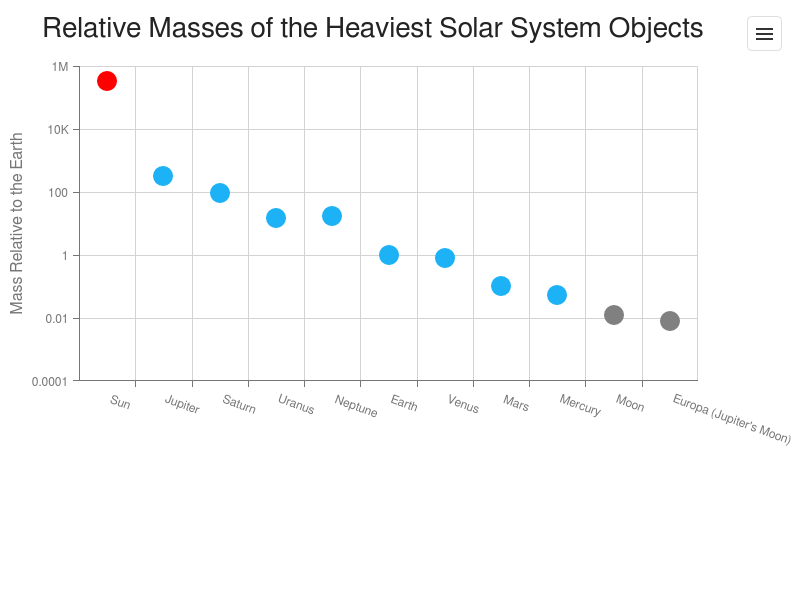 Relative Masses of the Heaviest Solar System Objects
Mass Relative to the Earth
1M
10K
100
1
0.01
0.0001
Sun
Jupiter
Saturn
Uranus
Neptune
Earth
Venus
Mars
Mercury
Moon
Europa (Jupiter's Moon)